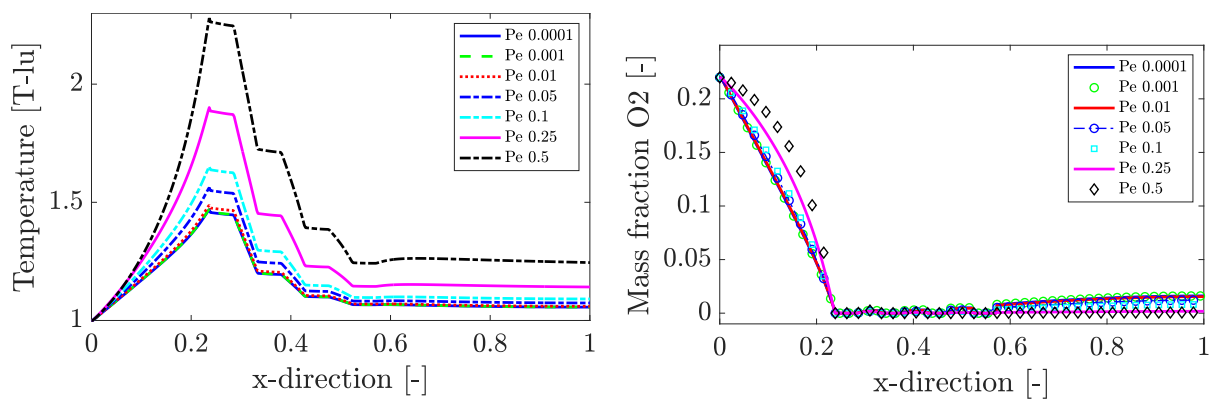 Temperature [T-lu]
2
1.5
1
0
0.2
0.4
0.6
0.8
1
x-direction [-]
Pe 0.0001
Pe 0.001
Pe 0.01
Pe 0.05
Pe 0.1
Pe 0.25
Pe 0.5
Mass fraction O2 [-]
0.2
0.15
0.1
0.05
0
0
0.2
0.4
0.6
0.8
1
x-direction [-]
Pe 0.0001
Pe 0.001
Pe 0.01
Pe 0.05
Pe 0.1
Pe 0.25
Pe 0.5